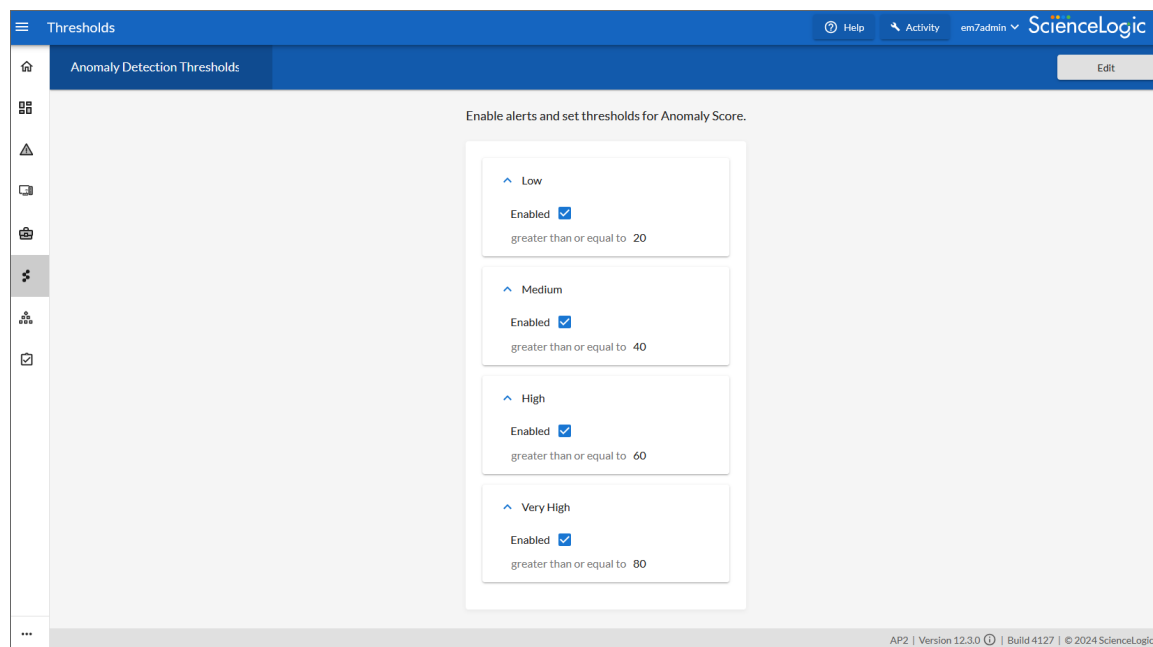 Thresholds
Help
Activity
em7admin
ScienceLogic
Anomaly Detection Thresholds
Edit
Enable alerts and set thresholds for Anomaly Score.
Low
Enabled
greater than or equal to 20
Medium
Enabled
greater than or equal to 40
High
Enabled
greater than or equal to 60
Very High
Enabled
greater than or equal to 80
AP2 | Version 12.3.0 | Build 4127 | © 2024 ScienceLogic